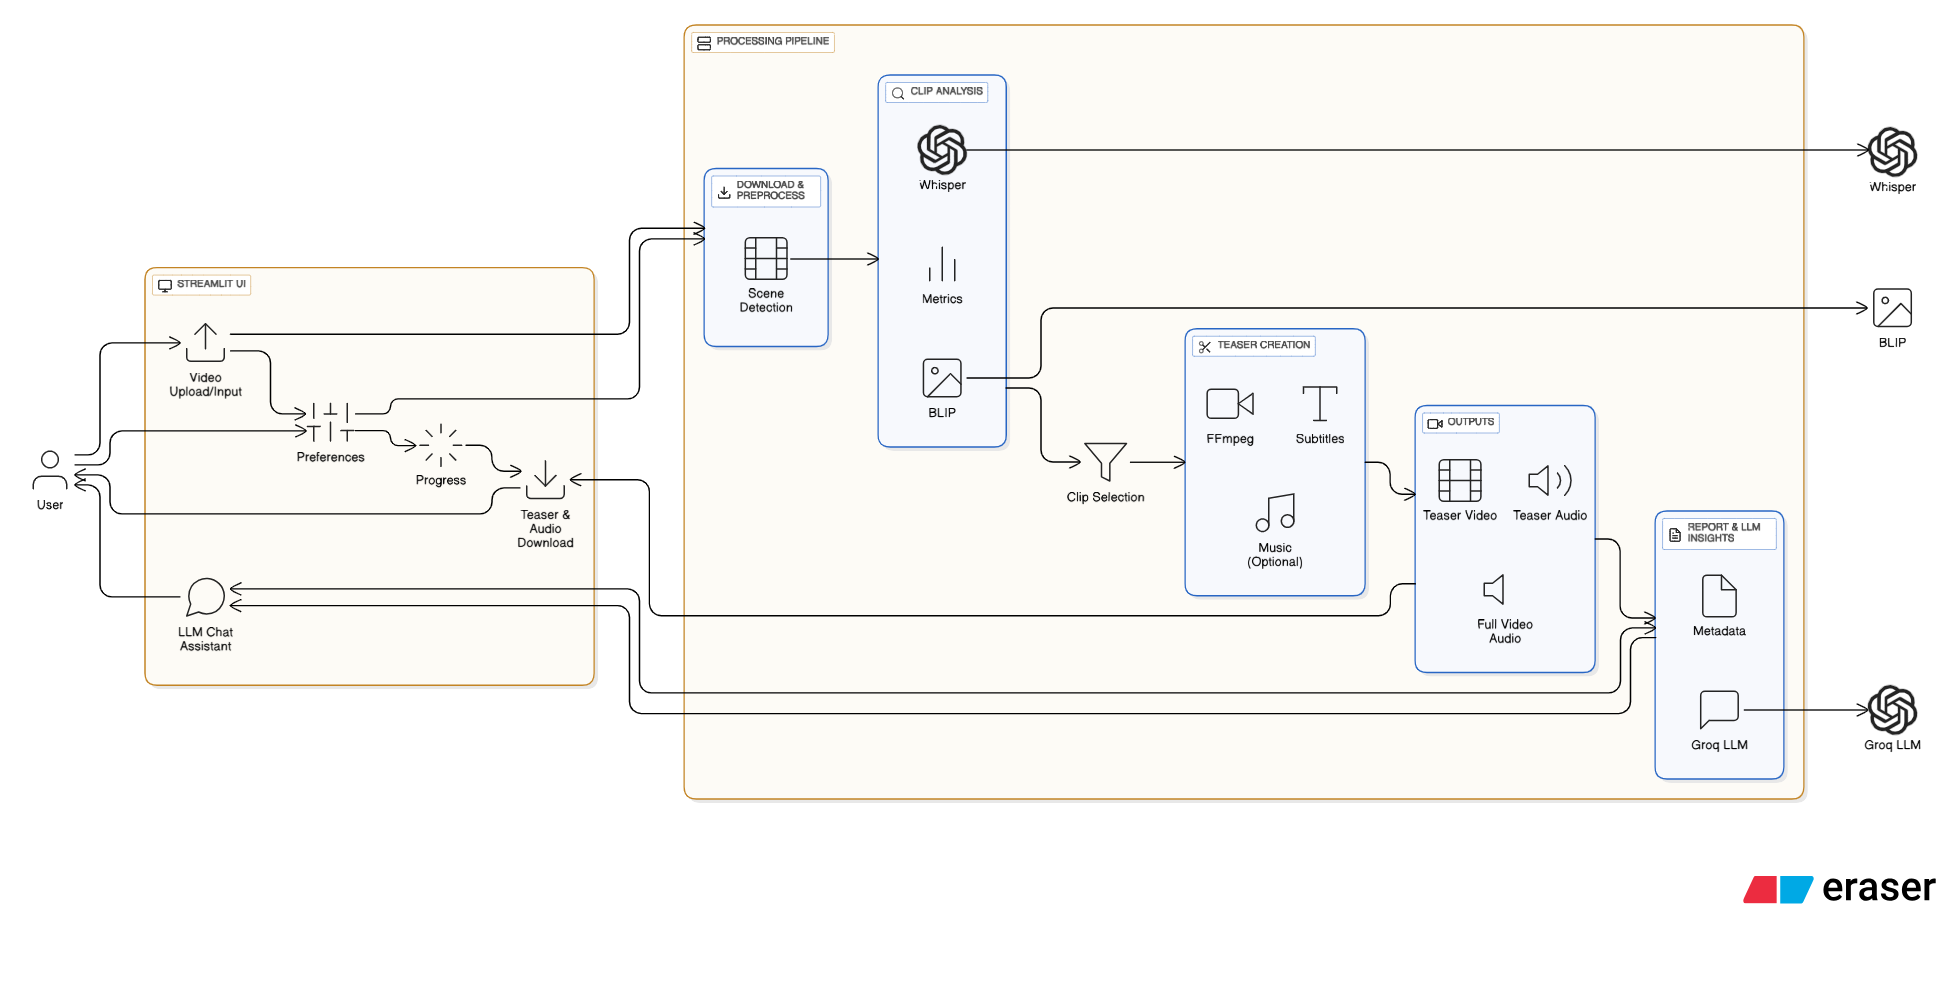 PROCESSING PIPELINE
CLIP ANALYSIS
Whisper
Whisper
DOWNLOAD &
PREPROCESS
Scene
Detection
Metrics
BLIP
BLIP
STREAMLIT UI
Video
Upload/Input
Preferences
Progress
User
Teaser &
Audio
Download
LLM Chat
Assistant
Clip Selection
TEASER CREATION
FFmpeg
Subtitles
Music
(Optional)
OUTPUTS
Teaser Video
Teaser Audio
Full Video
Audio
REPORT & LLM
INSIGHTS
Metadata
Groq LLM
Groq LLM
eraser